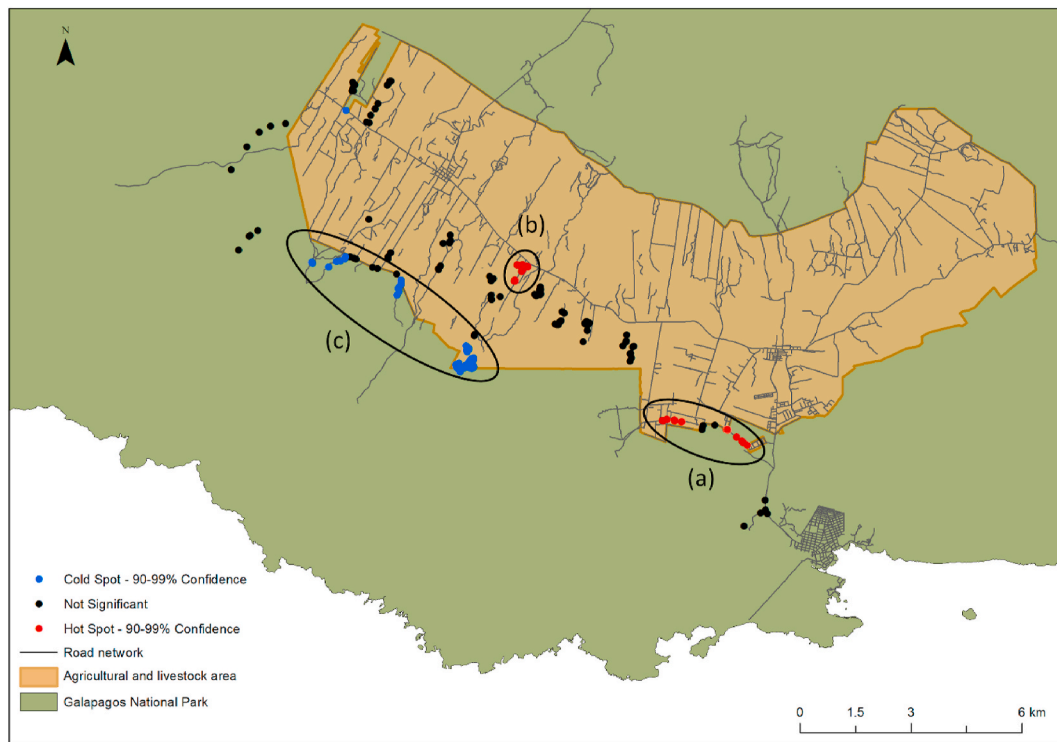 N
(b)
(c)
(a)
Cold Spot - 90-99% Confidence
Not Significant
Hot Spot - 90-99% Confidence
Road network
Agricultural and livestock area
Galapagos National Park
0 1.5 3 6 km